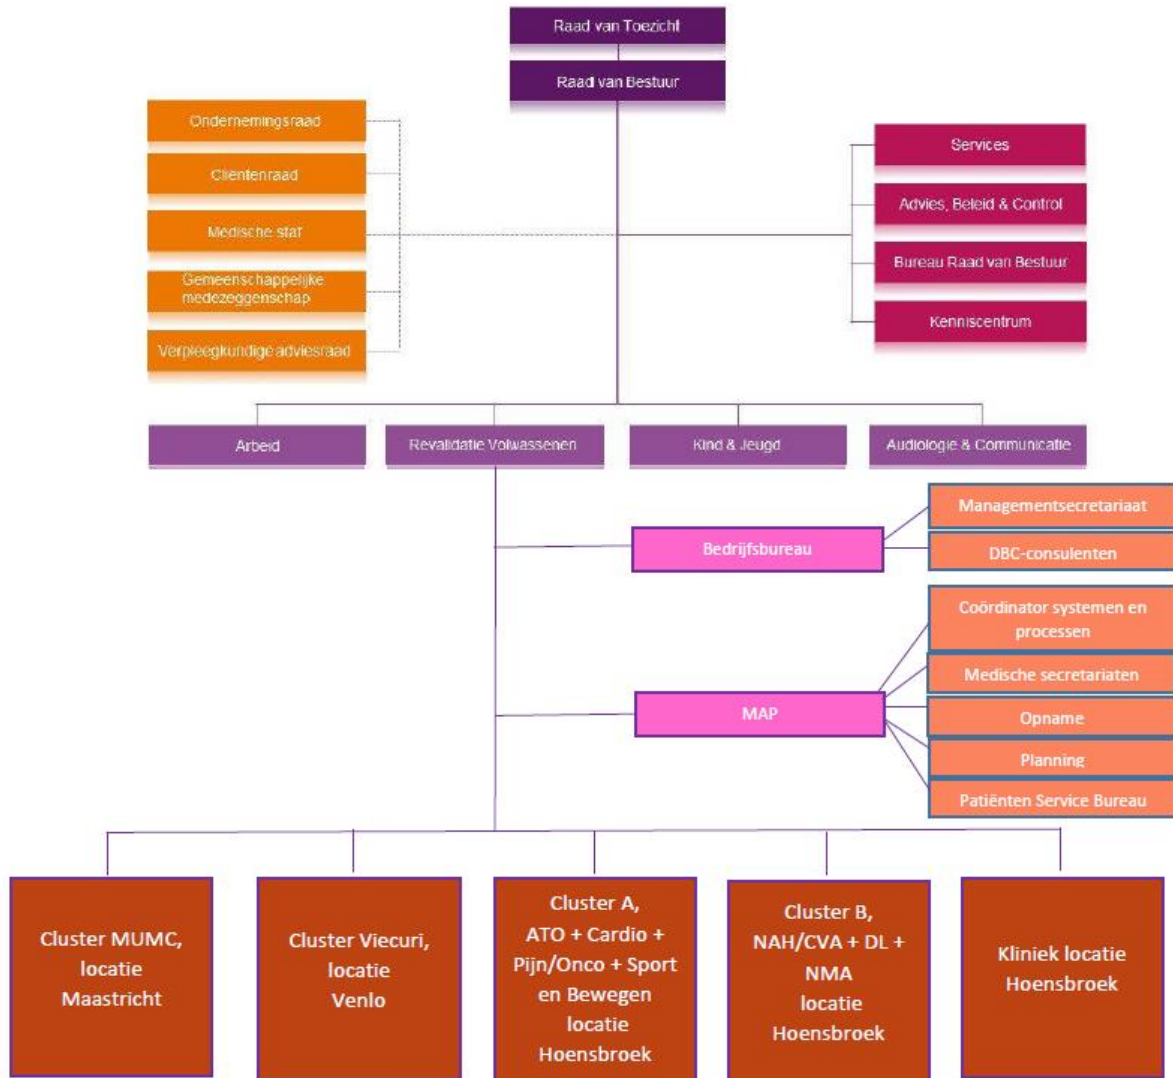 Raad van Toezicht
Raad van Bestuur
Ondernemingsraad
Cliëntenraad
Medische staf
Gemeenschappelijke
medezeggenschap
Verpleegkundige adviesraad
Services
Advies, Beleid & Control
Bureau Raad van Bestuur
Kenniscentrum
Arbeid
Revalidatie Volwassenen
Kind & Jeugd
Audiologie & Communicatie
Bedrijfsbureau
Managementsecretariaat
DBC-consulenten
MAP
Coördinator systemen en
processen
Medische secretariaten
Opname
Planning
Patiënten Service Bureau
Cluster MUMC,
locatie
Maastricht
Cluster Viecuri,
locatie
Venlo
Cluster A,
ATO + Cardio +
Pijn/Onco + Sport
en Bewegen
locatie
Hoensbroek
Cluster B,
NAH/CVA + DL +
NMA
locatie
Hoensbroek
Kliniek locatie
Hoensbroek